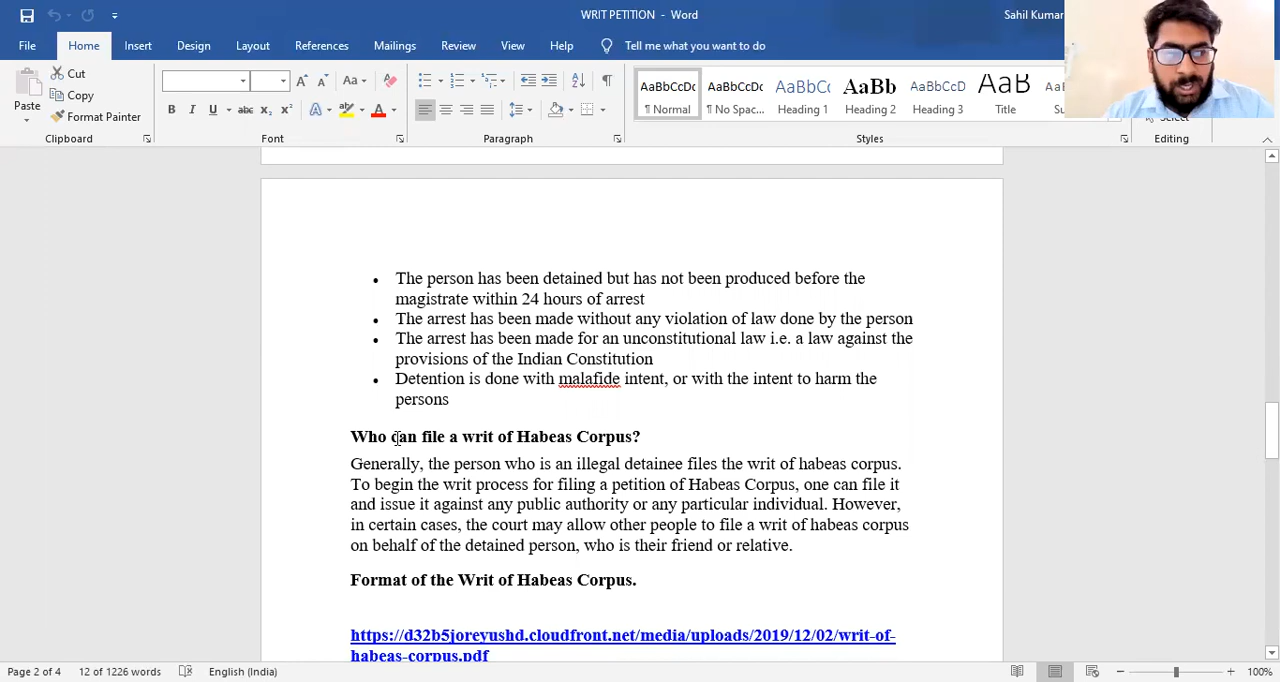 WRIT PETITION - Word
Sahil Kumar
File Home Insert Design Layout References Mailings Review View Help Tell me what you want to do
Paste
Cut
Copy
Format Painter
Clipboard
Aa
B I U abc x₂ x² A A
Font
Paragraph
AaBbCcDc AaBbCcDc AaBbCc AaBb AaBbCcD AaB
¶ Normal ¶ No Spac... Heading 1 Heading 2 Heading 3 Title
Styles
Select
Editing
• The person has been detained but has not been produced before the
magistrate within 24 hours of arrest
• The arrest has been made without any violation of law done by the person
• The arrest has been made for an unconstitutional law i.e. a law against the
provisions of the Indian Constitution
• Detention is done with malafide intent, or with the intent to harm the
persons
Who can file a writ of Habeas Corpus?
Generally, the person who is an illegal detainee files the writ of habeas corpus.
To begin the writ process for filing a petition of Habeas Corpus, one can file it
and issue it against any public authority or any particular individual. However,
in certain cases, the court may allow other people to file a writ of habeas corpus
on behalf of the detained person, who is their friend or relative.
Format of the Writ of Habeas Corpus.
https://d32b5joreyushd.cloudfront.net/media/uploads/2019/12/02/writ-of-
habeas-corpus.pdf
Page 2 of 4 12 of 1226 words English (India) 100%